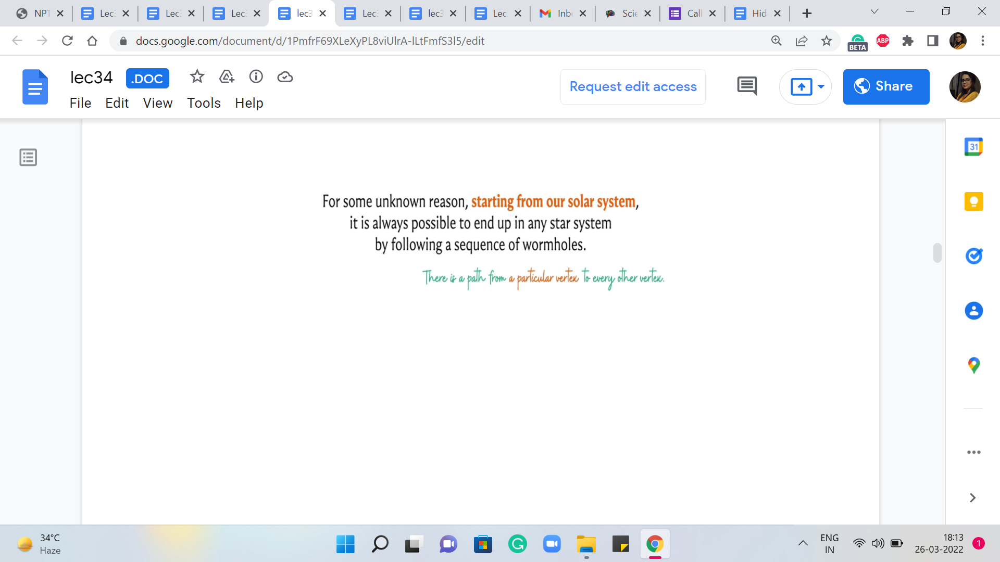 NPT
Lec
Lec
Lec
lec3
Lec
lec3
Lec
Inb
Scie
Call
Hid
docs.google.com/document/d/1PmfrF69XLeXyPL8viUlrA-lLtFmfS3l5/edit
ABP
BETA
lec34 .DOC
File Edit View Tools Help
Request edit access
Share
31
For some unknown reason, starting from our solar system,
it is always possible to end up in any star system
by following a sequence of wormholes.
There is a path from a particular vertex to every other vertex.
34°C
Haze
ENG
IN
18:13
26-03-2022
1